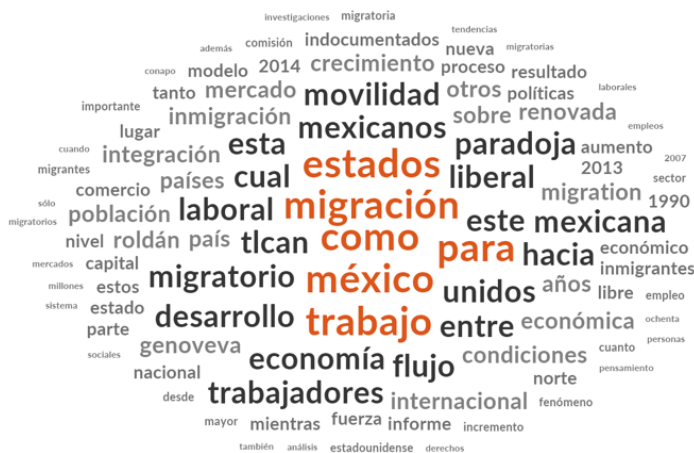 investigaciones migratoria
tendencias
además comisión indocumentados nueva migratorias
conapo modelo 2014 crecimiento proceso resultado
tanto mercado movilidad otros políticas laborales
importante inmigración mexicanos sobre renovada empleos
lugar esta estados paradoja aumento
cuando integración cual liberal 2013 2007
migrantes países migration sector
comercio laboral migración este mexicana 1990
sólo población como
migratorios nivel roldán país tlcan para hacia económico
mercados capital migratorio méxico unidos años inmigrantes
millones estos libre empleo
sistema estado desarrollo trabajo entre económica ochenta
parte personas
sociales genoveva economía flujo condiciones cuanto
nacional norte pensamiento
desde trabajadores internacional fenómeno
mayor mientras fuerza informe incremento
también análisis estadounidense derechos